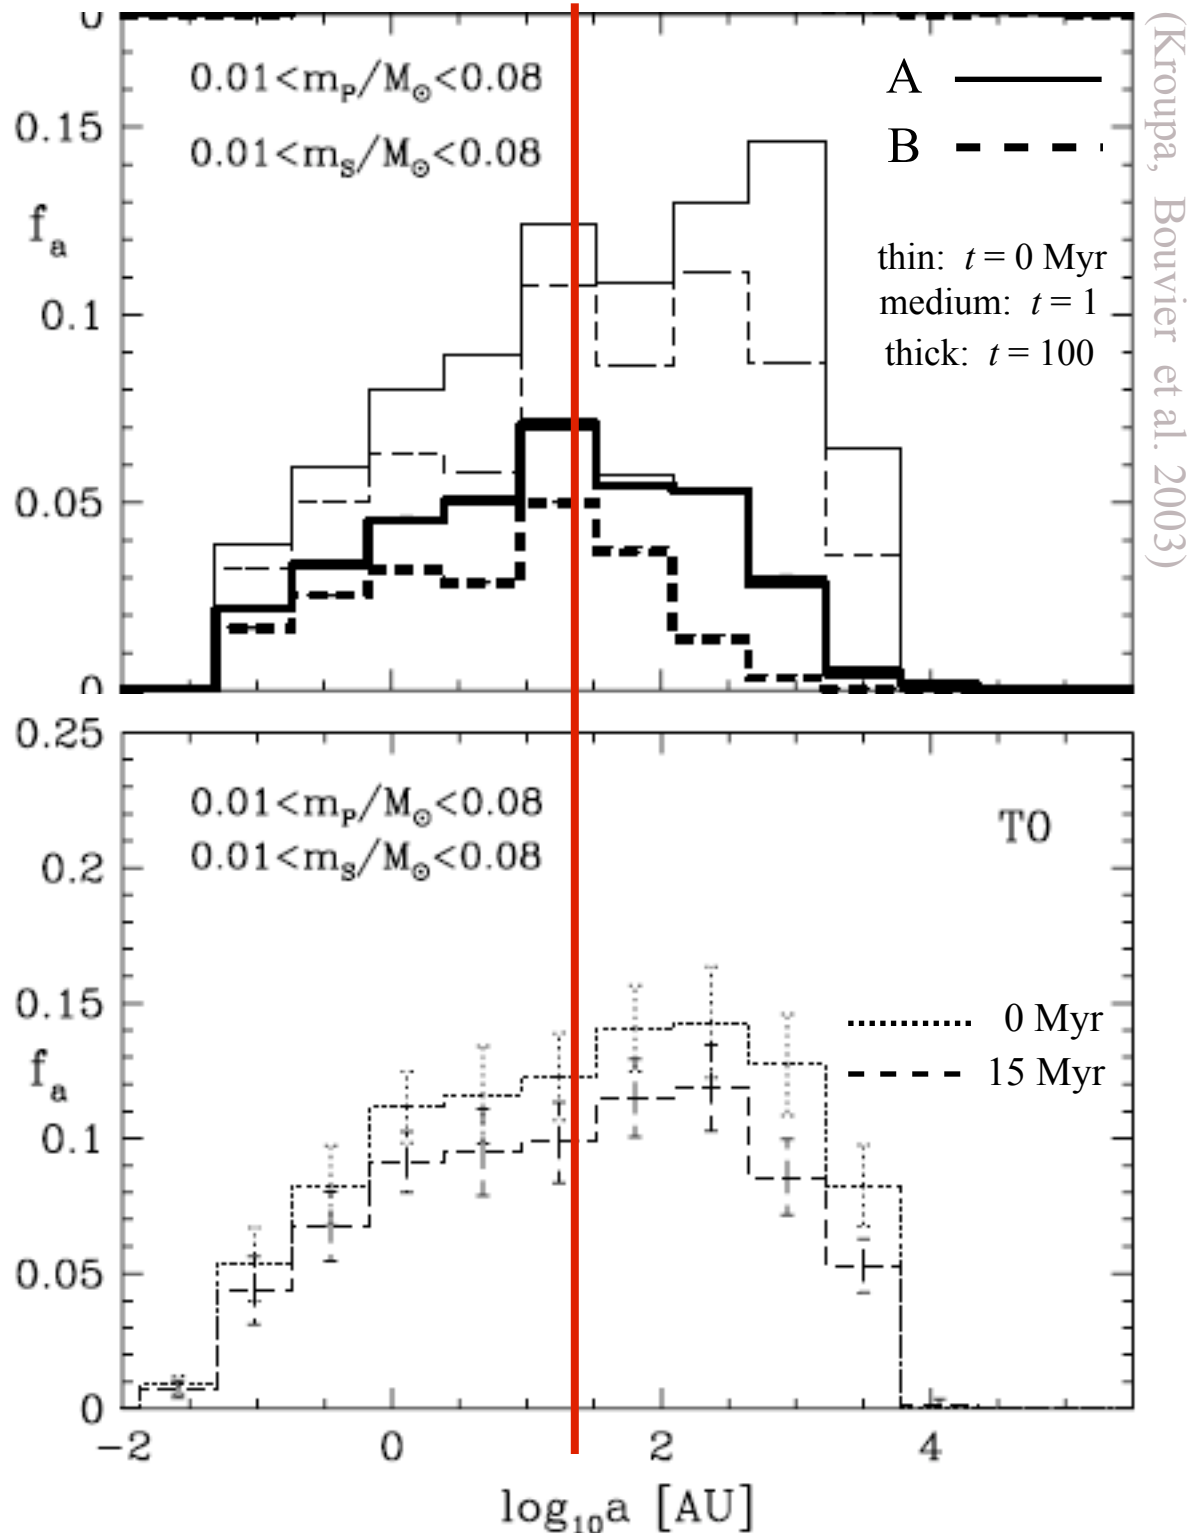 0
0.01<m_P/M_⊙<0.08
0.01<m_S/M_⊙<0.08
A
B
thin: t = 0 Myr
medium: t = 1
thick: t = 100
0.15
f_a
0.1
0.05
0
(Kroupa, Bouvier et al. 2003)
0.25
0.01<m_P/M_⊙<0.08
0.01<m_S/M_⊙<0.08
T0
0.2
0.15
0 Myr
15 Myr
f_a
0.1
0.05
0
-2 0 2 4
log₁₀a [AU]